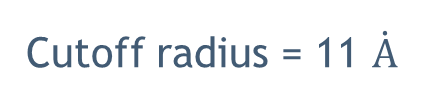 Cutoff radius = 11 Ȧ